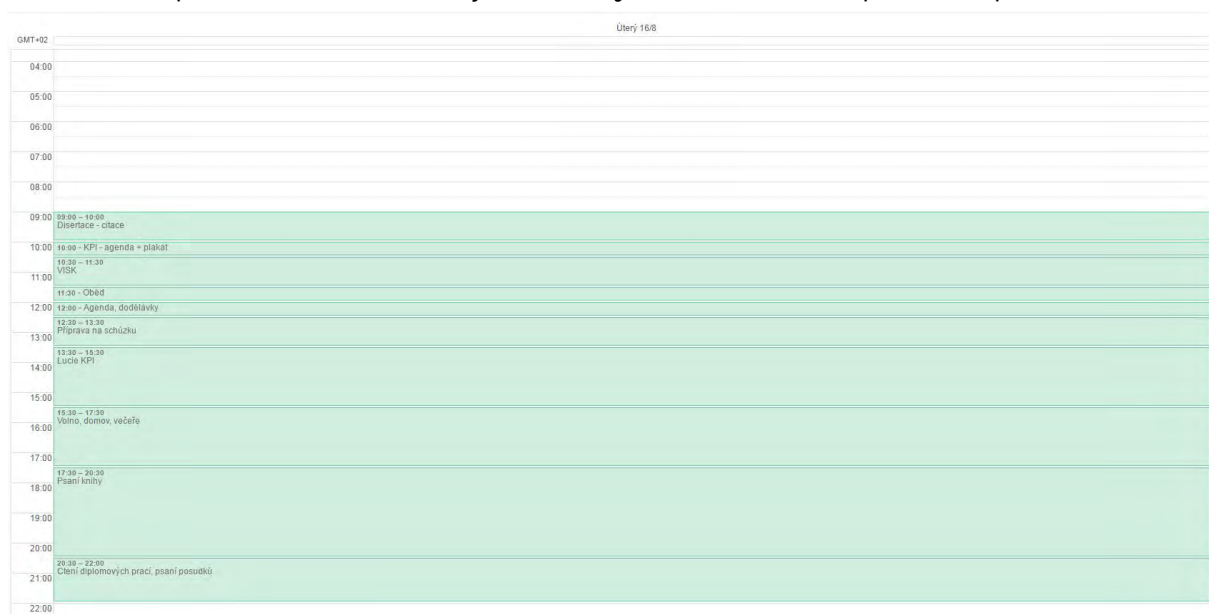 Úterý 16/8
GMT+02
04:00
05:00
06:00
07:00
08:00
09:00
09:00 – 10:00
Disertace - citace
10:00
10:00 - KPI - agenda + plakát
10:30 – 11:30
VISK
11:00
11:30 - Oběd
12:00
12:00 - Agenda, dodělávky
12:30 – 13:30
Příprava na schůzku
13:00
13:30 – 15:30
Lucie KPI
14:00
15:00
15:30 – 17:30
Volno, domov, večeře
16:00
17:00
17:30 – 20:30
Psaní knihy
18:00
19:00
20:00
20:30 – 22:00
Čtení diplomových prací, psaní posudků
21:00
22:00